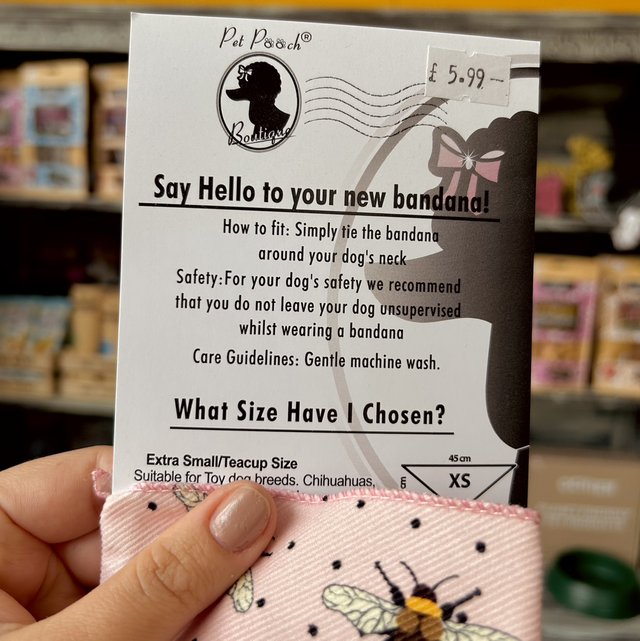 Pet Pooch®
Boutique
£ 5.99
Say Hello to your new bandana!
How to fit: Simply tie the bandana
around your dog's neck
Safety:For your dog's safety we recommend
that you do not leave your dog unsupervised
whilst wearing a bandana
Care Guidelines: Gentle machine wash.
What Size Have I Chosen?
Extra Small/Teacup Size
Suitable for Toy dog breeds. Chihuahuas,
45 cm
XS